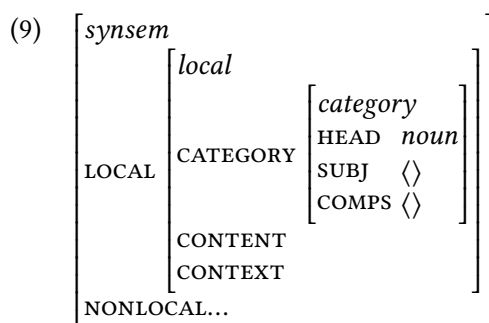 (9)
synsem
local
category
HEAD noun
SUBJ ⟨⟩
COMPS ⟨⟩
CATEGORY
LOCAL
CONTENT
CONTEXT
NONLOCAL...